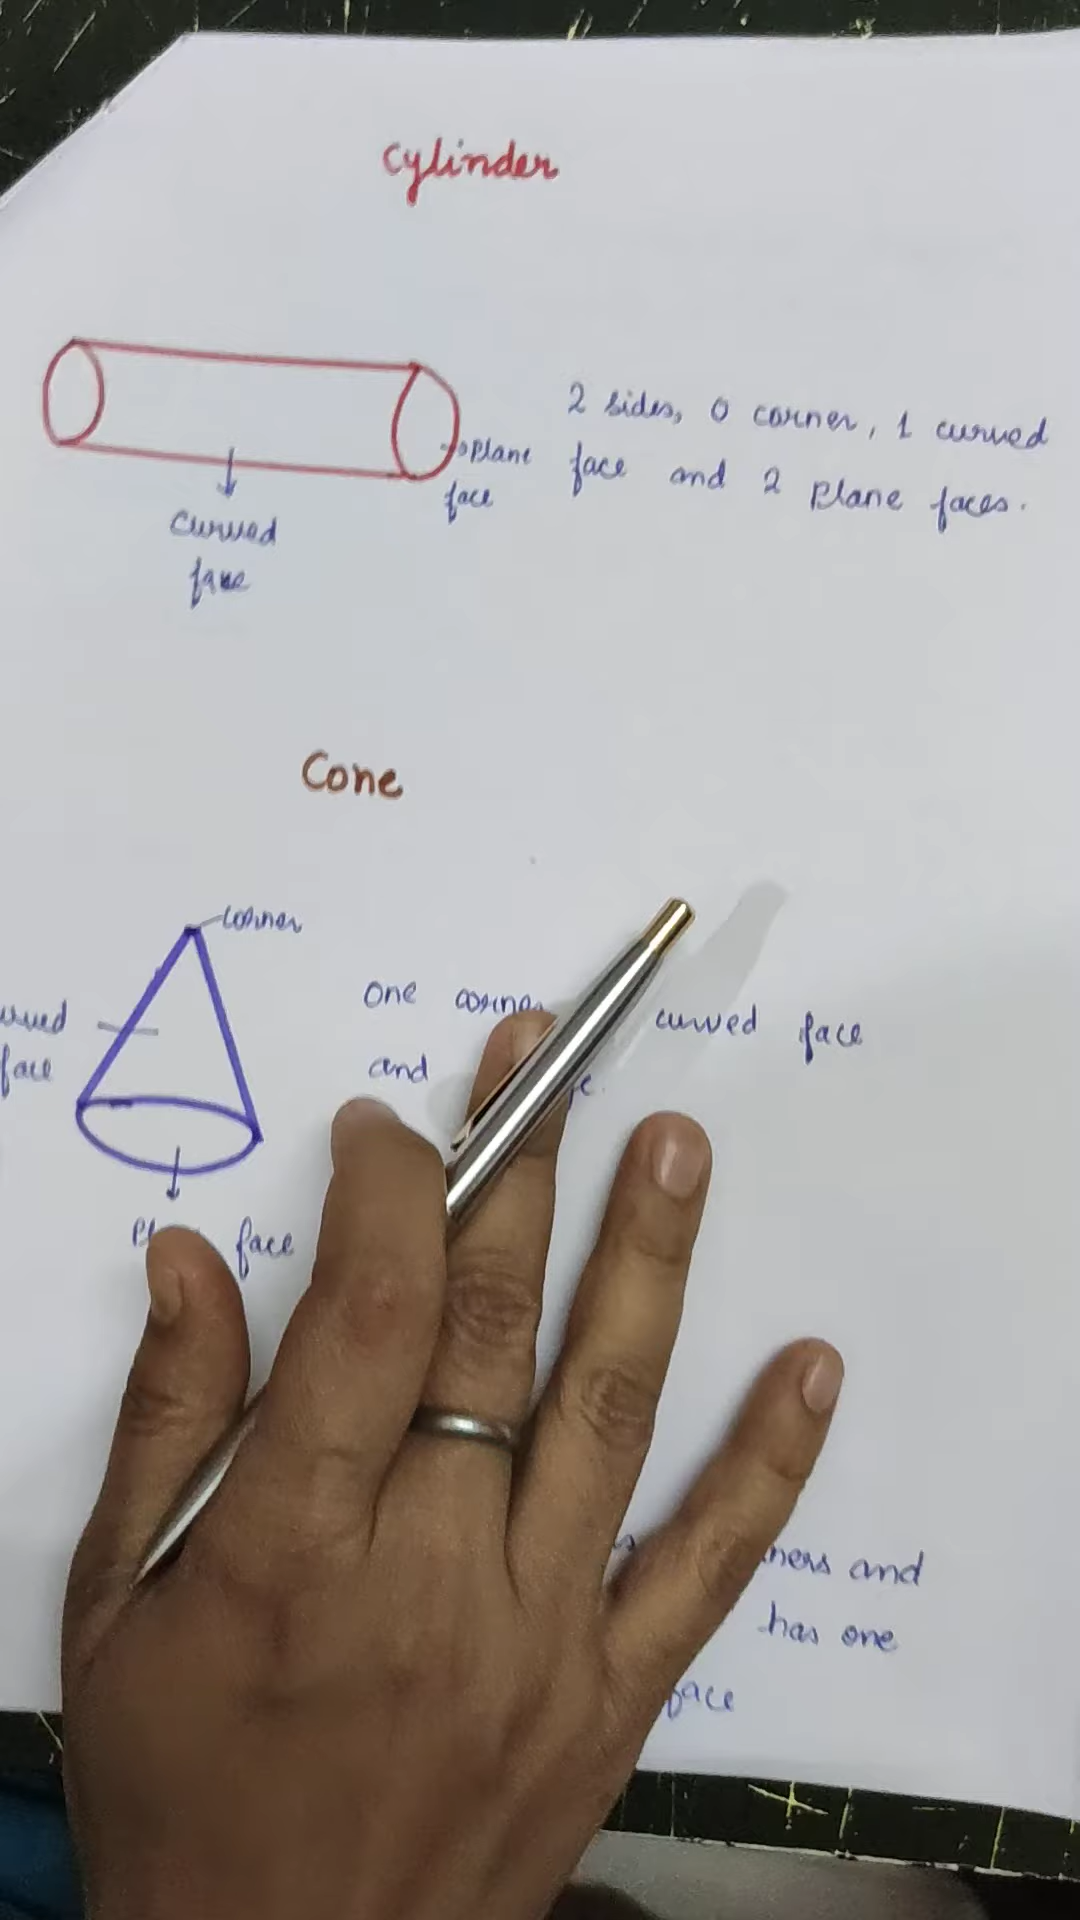 Cylinder
2 sides, 0 corner, 1 curved
Plane face and 2 Plane faces.
face
curved
face
Cone
corner
one curved face
face and
face
ners and
has one
face